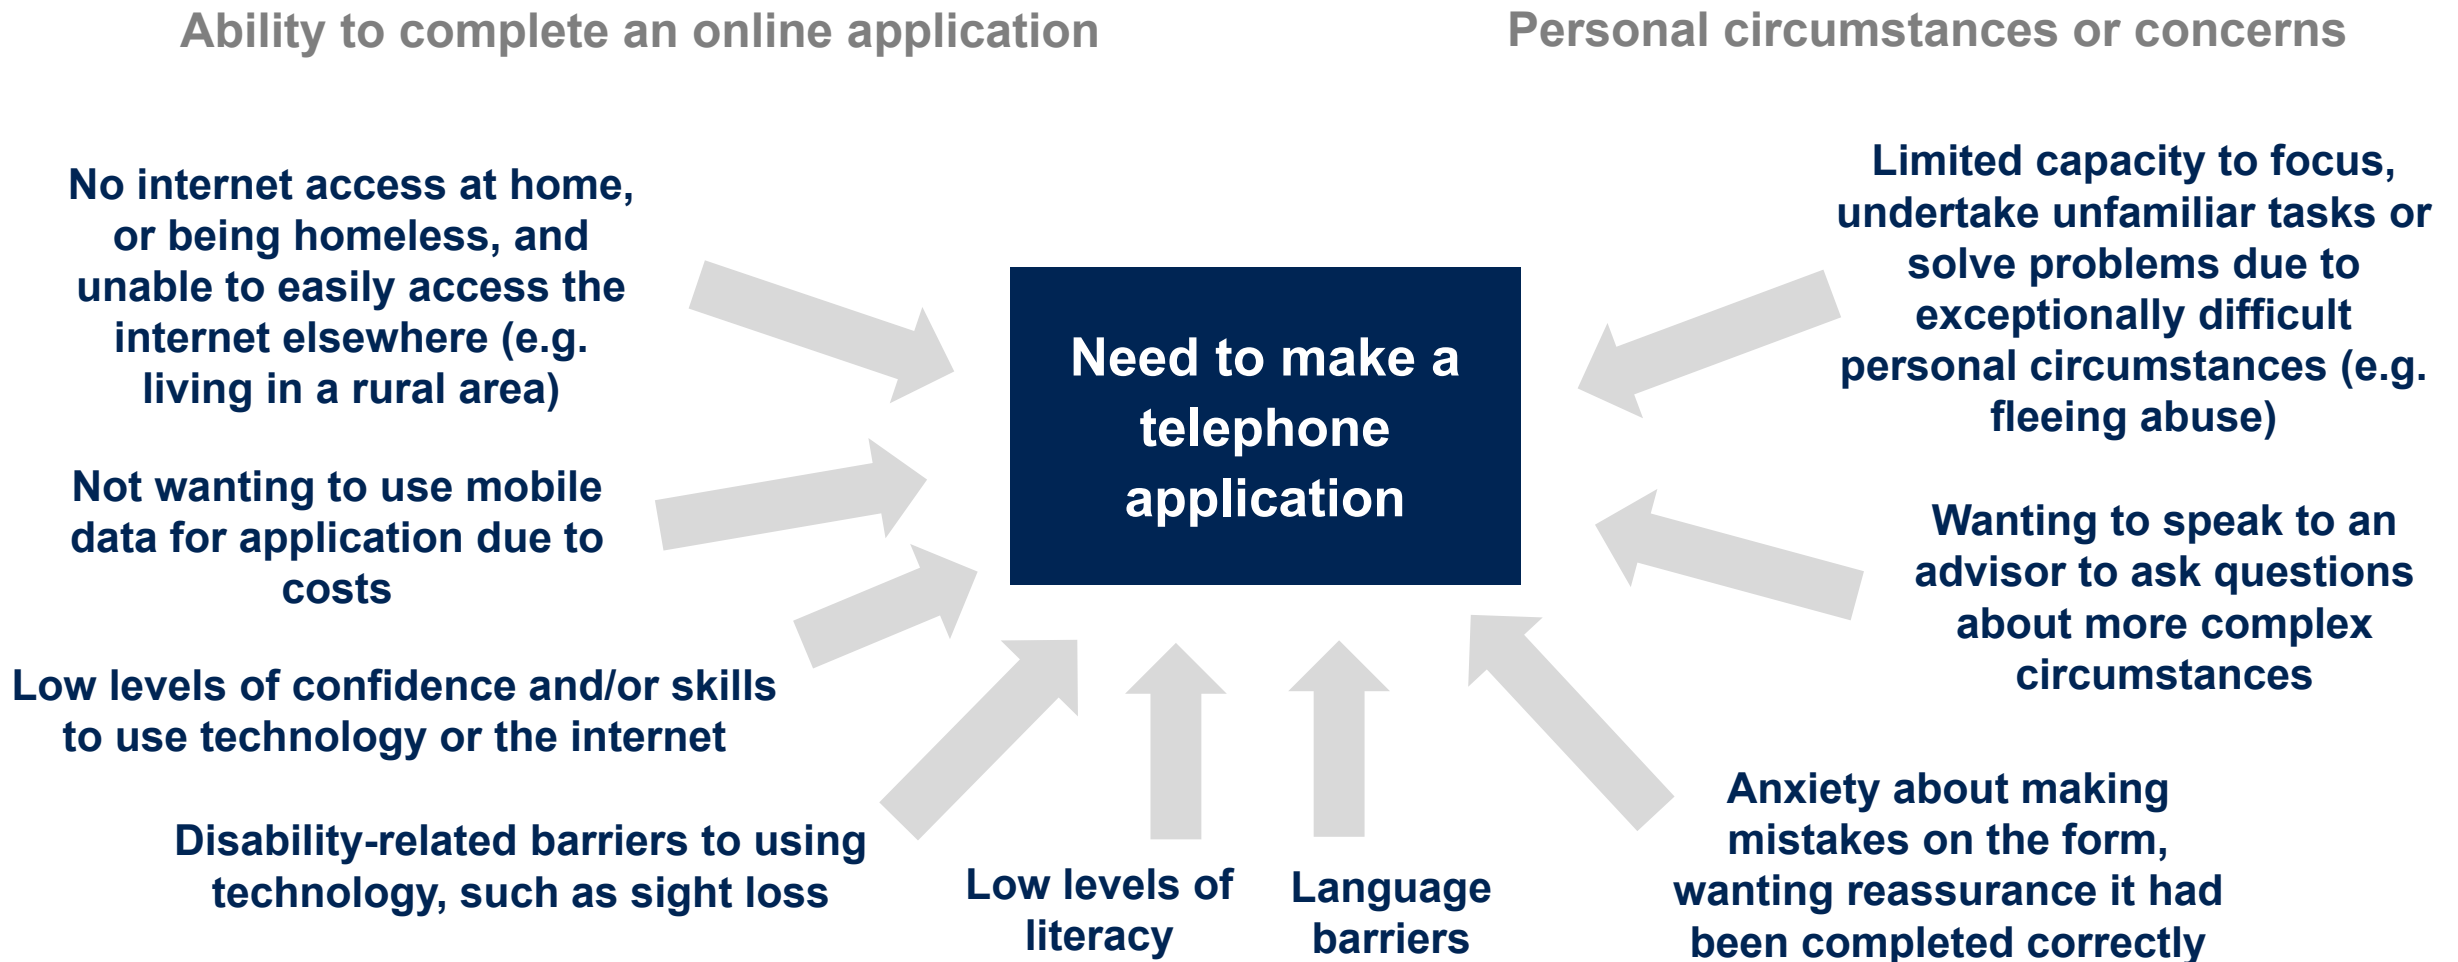 Ability to complete an online application
Personal circumstances or concerns
No internet access at home,
or being homeless, and
unable to easily access the
internet elsewhere (e.g.
living in a rural area)
Not wanting to use mobile
data for application due to
costs
Low levels of confidence and/or skills
to use technology or the internet
Disability-related barriers to using
technology, such as sight loss
Low levels of
literacy
Language
barriers
Need to make a
telephone
application
Limited capacity to focus,
undertake unfamiliar tasks or
solve problems due to
exceptionally difficult
personal circumstances (e.g.
fleeing abuse)
Wanting to speak to an
advisor to ask questions
about more complex
circumstances
Anxiety about making
mistakes on the form,
wanting reassurance it had
been completed correctly